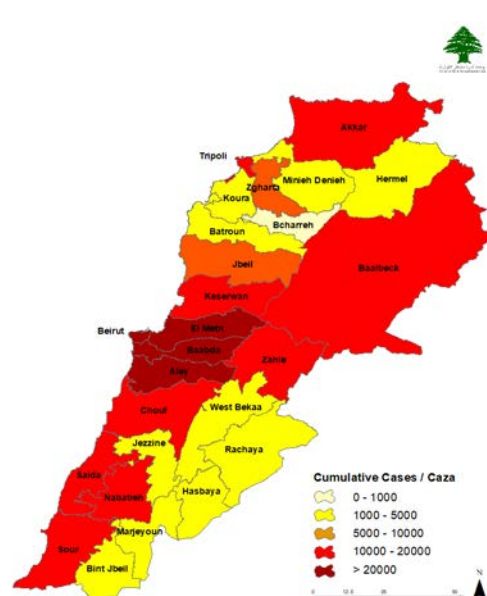 Akkar
Tripoli
Zgharta
Minieh Denieh
Hermel
Koura
Bcharreh
Batroun
Jbeil
Baalbeck
Keserwan
Beirut
El Metn
Baabda
Zahle
Aley
Chouf
West Bekaa
Jezzine
Rachaya
Saida
Nabatieh
Hasbaya
Marjeyoun
Sour
Bint Jbeil
Cumulative Cases / Caza
0 - 1000
1000 - 5000
5000 - 10000
10000 - 20000
> 20000
N
0